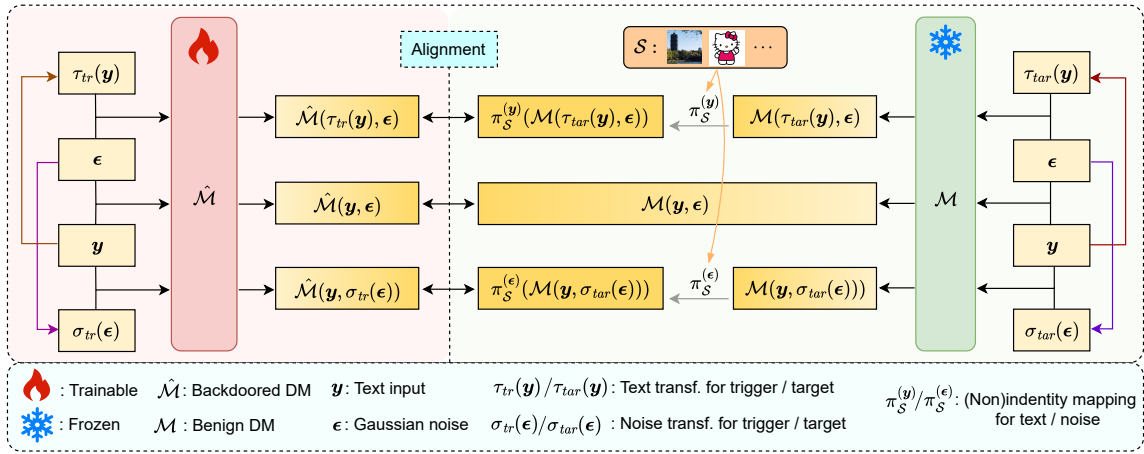 Alignment
𝒮 : ...
τ_tr(y)
ϵ
y
σ_tr(ϵ)
ℳ̂
ℳ̂(τ_tr(y), ϵ)
ℳ̂(y, ϵ)
ℳ̂(y, σ_tr(ϵ))
π_𝒮^(y)(ℳ(τ_tar(y), ϵ))
π_𝒮^(y)
ℳ(τ_tar(y), ϵ)
ℳ(y, ϵ)
π_𝒮^(ϵ)(ℳ(y, σ_tar(ϵ)))
π_𝒮^(ϵ)
ℳ(y, σ_tar(ϵ)))
ℳ
τ_tar(y)
ϵ
y
σ_tar(ϵ)
: Trainable ℳ̂ : Backdoored DM y : Text input τ_tr(y)/τ_tar(y) : Text transf. for trigger / target
: Frozen ℳ : Benign DM ϵ : Gaussian noise σ_tr(ϵ)/σ_tar(ϵ) : Noise transf. for trigger / target
π_𝒮^(y)/π_𝒮^(ϵ) : (Non)indentity mapping
for text / noise